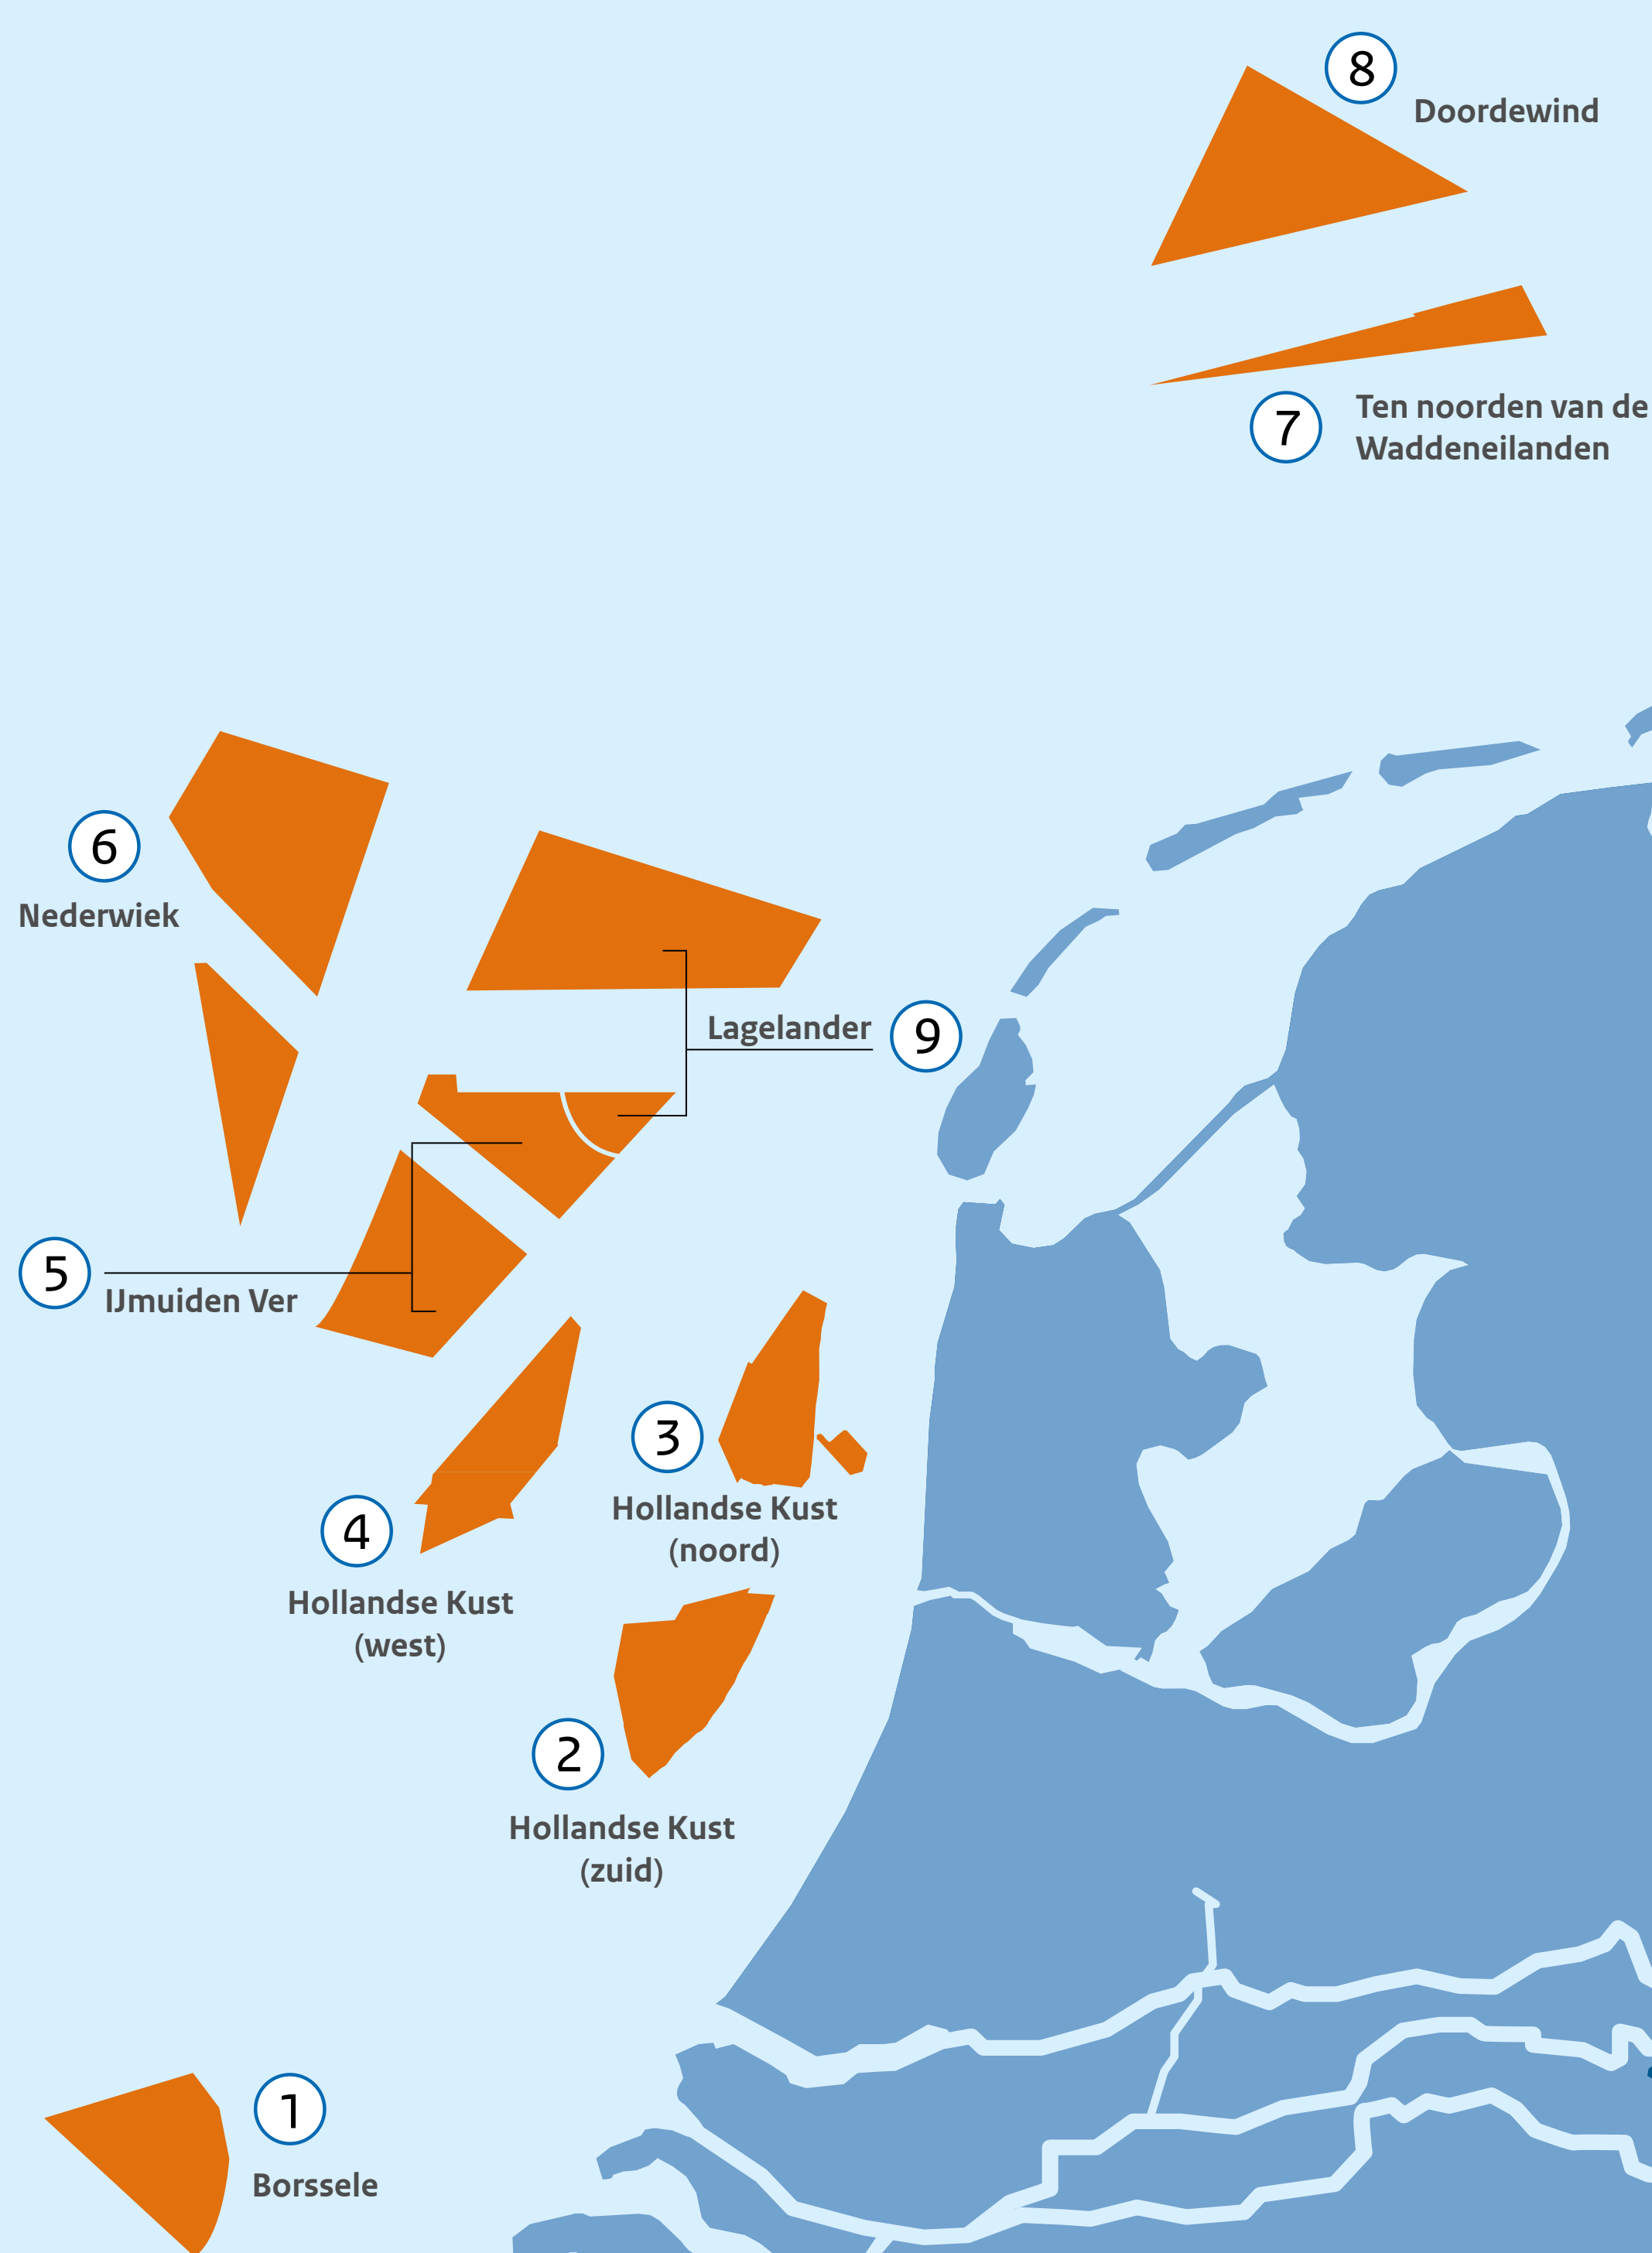 8
Doordewind
Ten noorden van de
Waddeneilanden
7
6
Nederwiek
Lagelander
9
5
IJmuiden Ver
3
Hollandse Kust
(noord)
4
Hollandse Kust
(west)
2
Hollandse Kust
(zuid)
1
Borssele